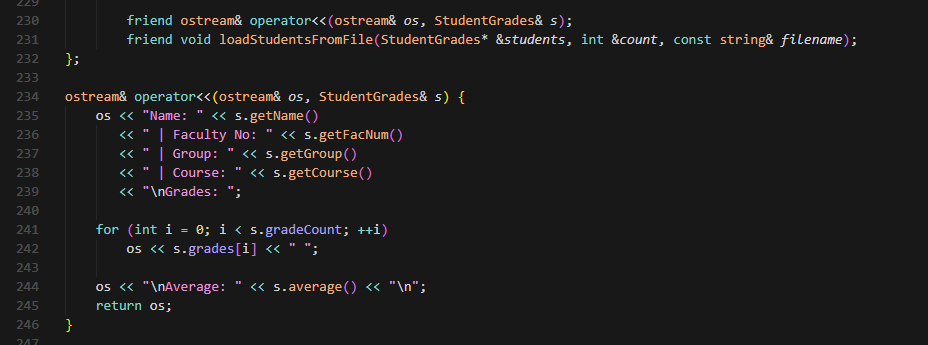 229
230 friend ostream& operator<<(ostream& os, StudentGrades& s);
231 friend void loadStudentsFromFile(StudentGrades* &students, int &count, const string& filename);
232 };
233
234 ostream& operator<<(ostream& os, StudentGrades& s) {
235 os << "Name: " << s.getName()
236 << " | Faculty No: " << s.getFacNum()
237 << " | Group: " << s.getGroup()
238 << " | Course: " << s.getCourse()
239 << "\nGrades: ";
240
241 for (int i = 0; i < s.gradeCount; ++i)
242 os << s.grades[i] << " ";
243
244 os << "\nAverage: " << s.average() << "\n";
245 return os;
246 }
247